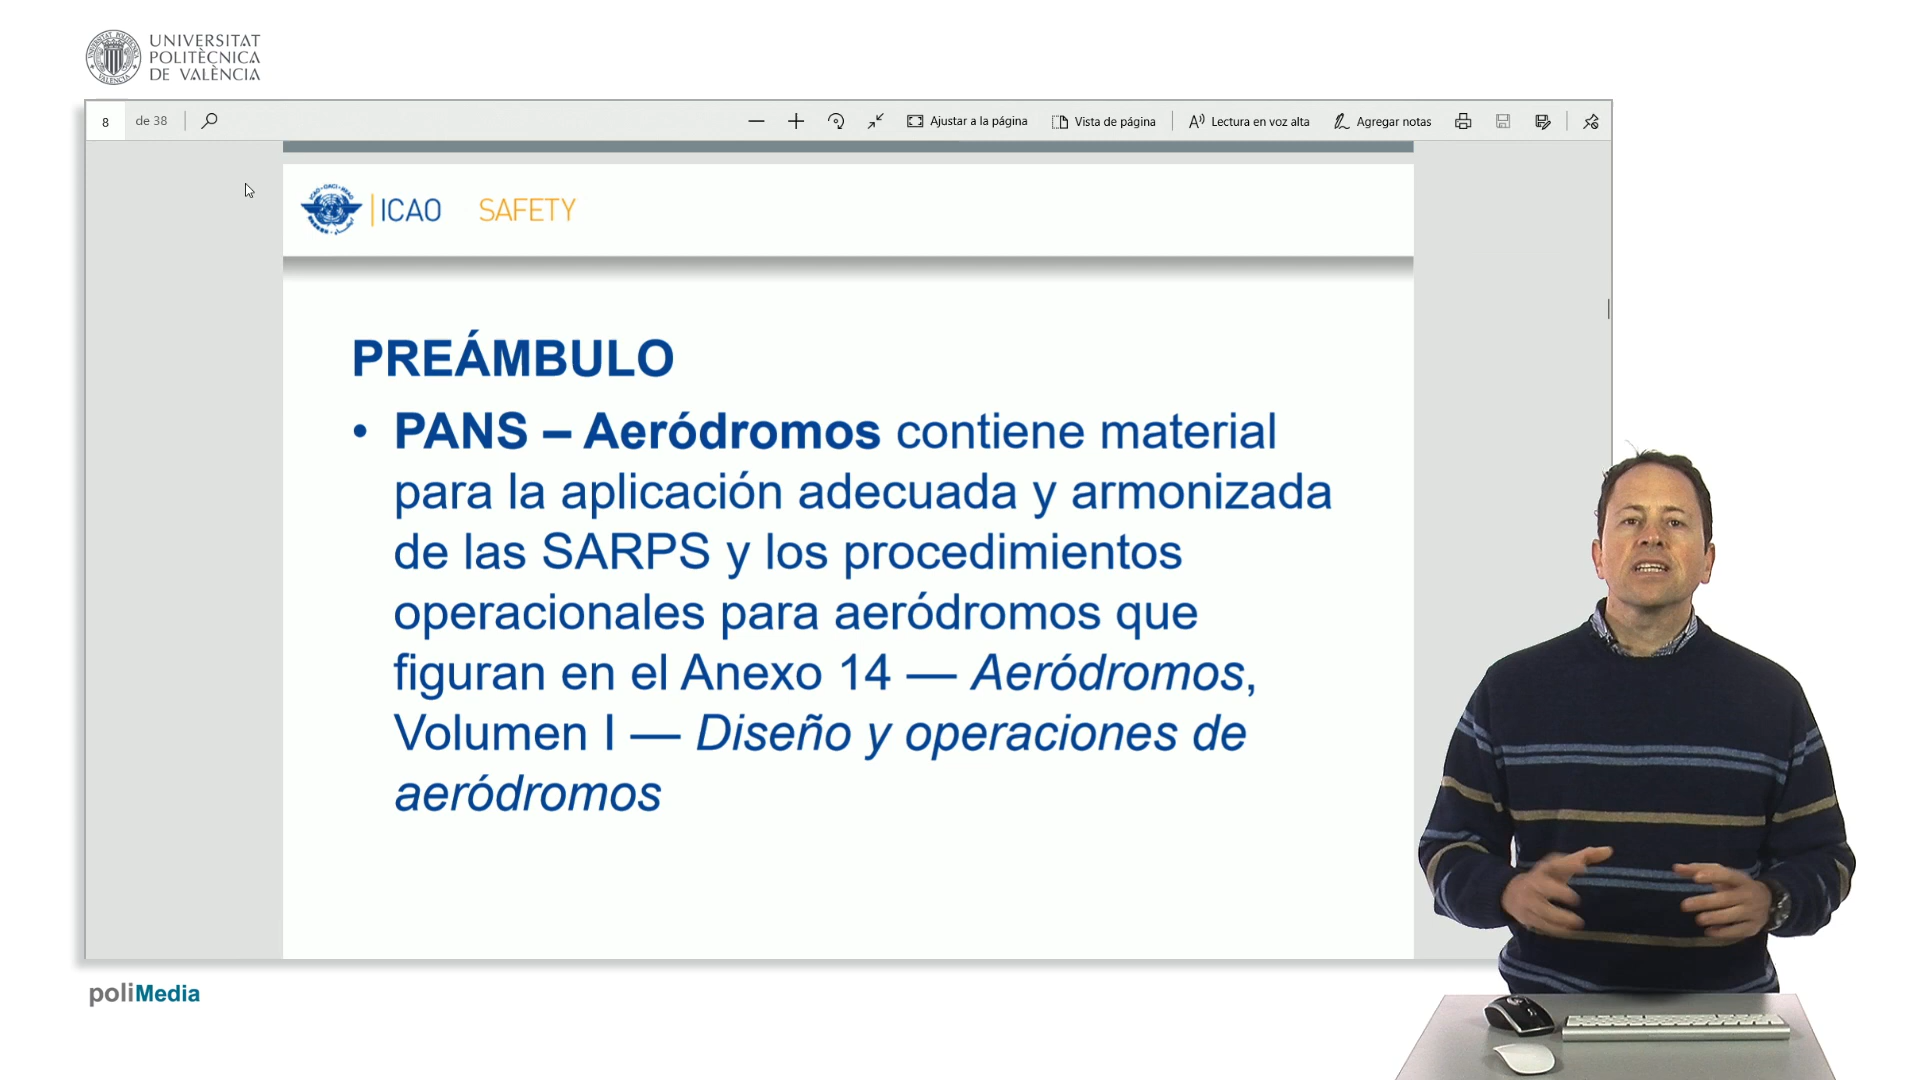 UNIVERSITAT
POLITÈCNICA
DE VALÈNCIA
8 de 38
Ajustar a la página
Vista de página
Lectura en voz alta
Agregar notas
ICAO SAFETY
PREÁMBULO
• PANS – Aeródromos contiene material
para la aplicación adecuada y armonizada
de las SARPS y los procedimientos
operacionales para aeródromos que
figuran en el Anexo 14 — Aeródromos,
Volumen I — Diseño y operaciones de
aeródromos
poliMedia